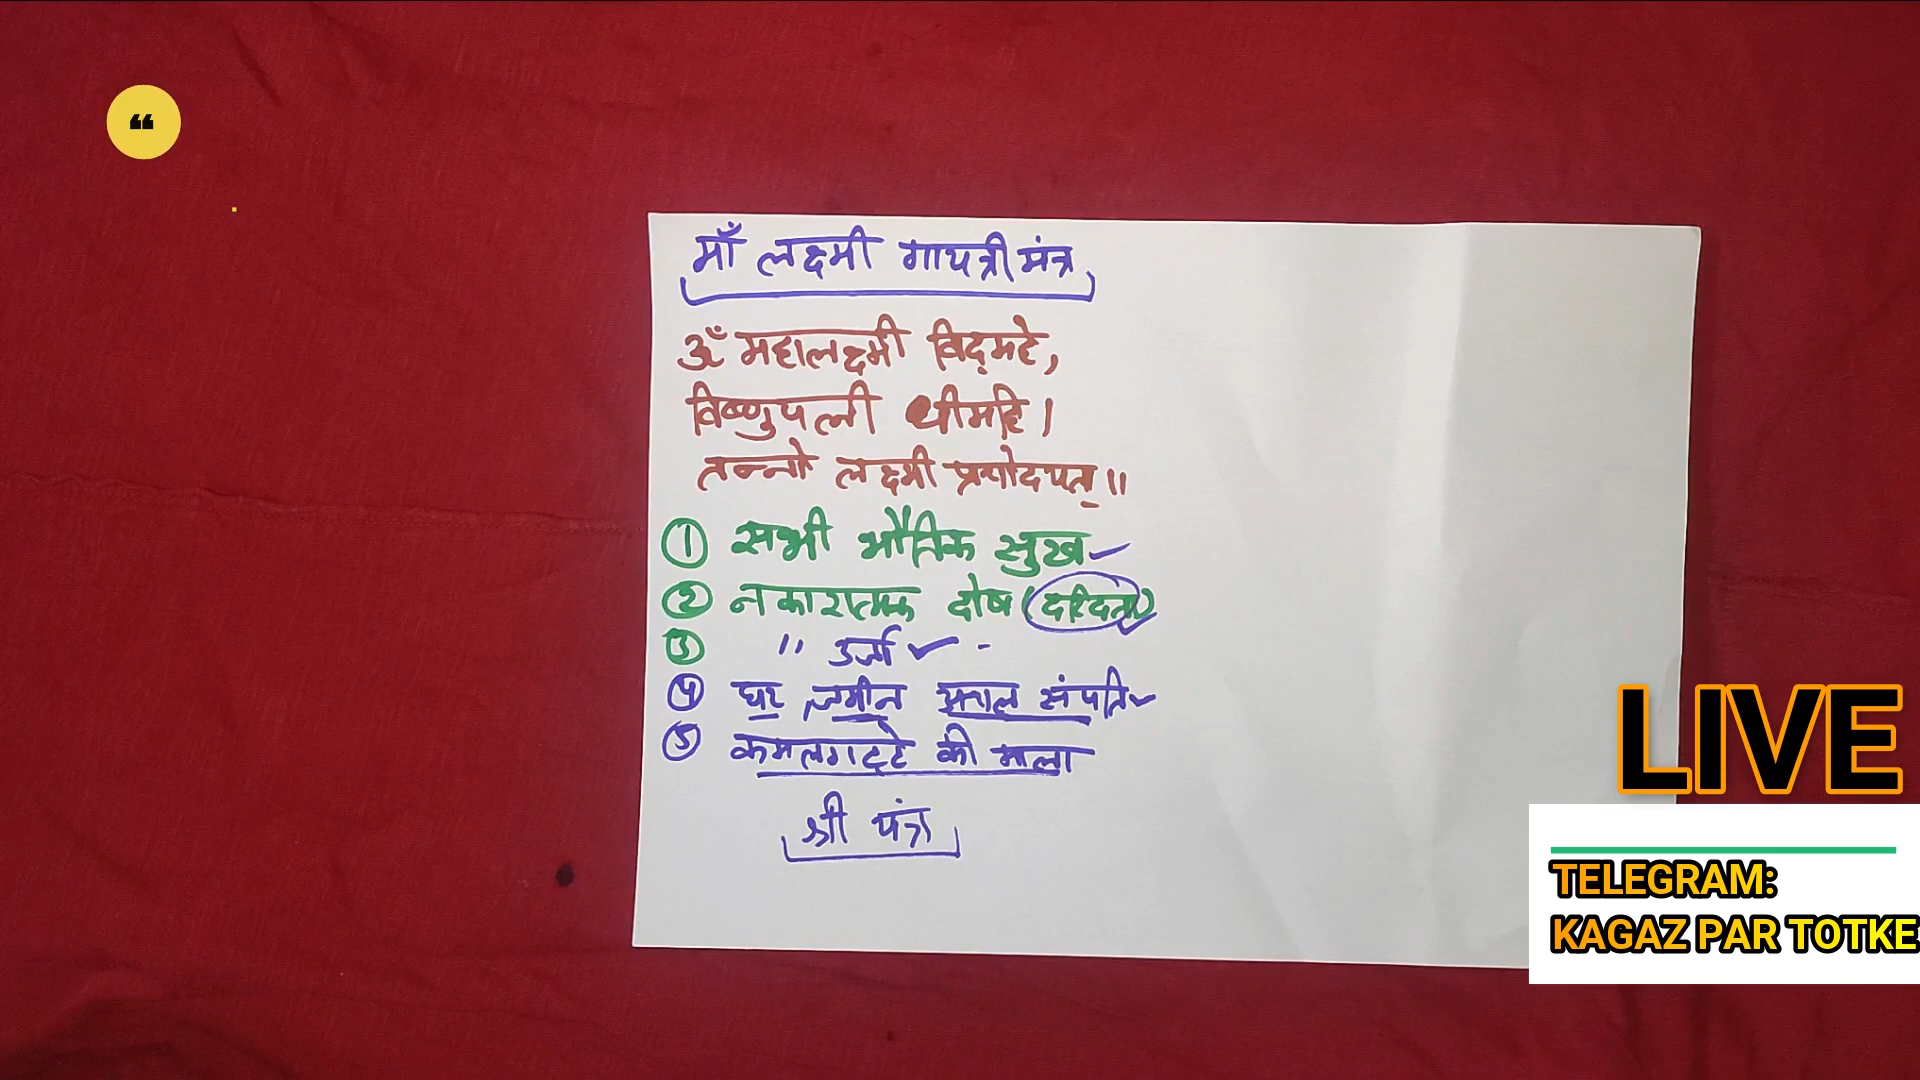 ❝
माँ लक्ष्मी गायत्री मंत्र
ॐ महालक्ष्मी विद्महे,
विष्णुपत्नी धीमहि।
तन्नो लक्ष्मी प्रचोदयात्॥
① सभी भौतिक सुख
② नकारात्मक दोष (दरिद्रता)
③ " उर्जा -
④ घर जमीन संपति
⑤ कमलगट्टे की माला
श्री यंत्र
LIVE
TELEGRAM:
KAGAZ PAR TOTKE